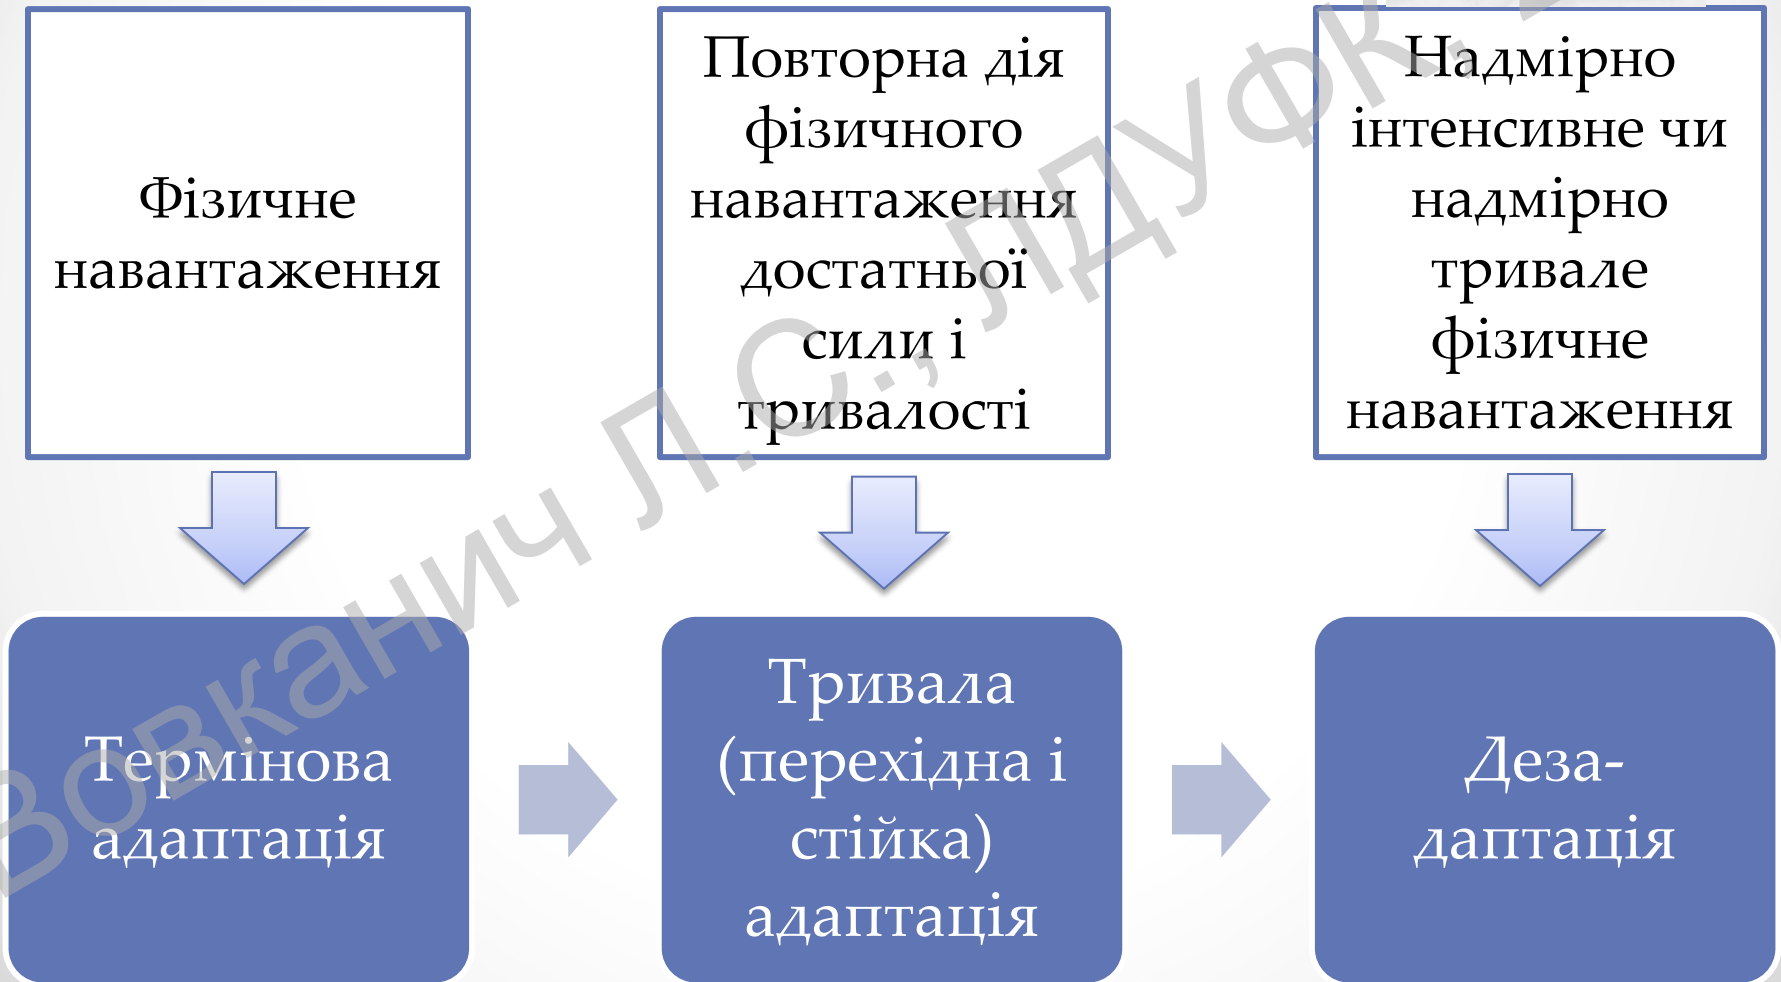 Фізичне
навантаження
Повторна дія
фізичного
навантаження
достатньої
сили і
тривалості
Надмірно
інтенсивне чи
надмірно
тривале
фізичне
навантаження
Термінова
адаптація
Тривала
(перехідна і
стійка)
адаптація
Деза-
даптація
Вовканич Л.С., ЛДУФК,